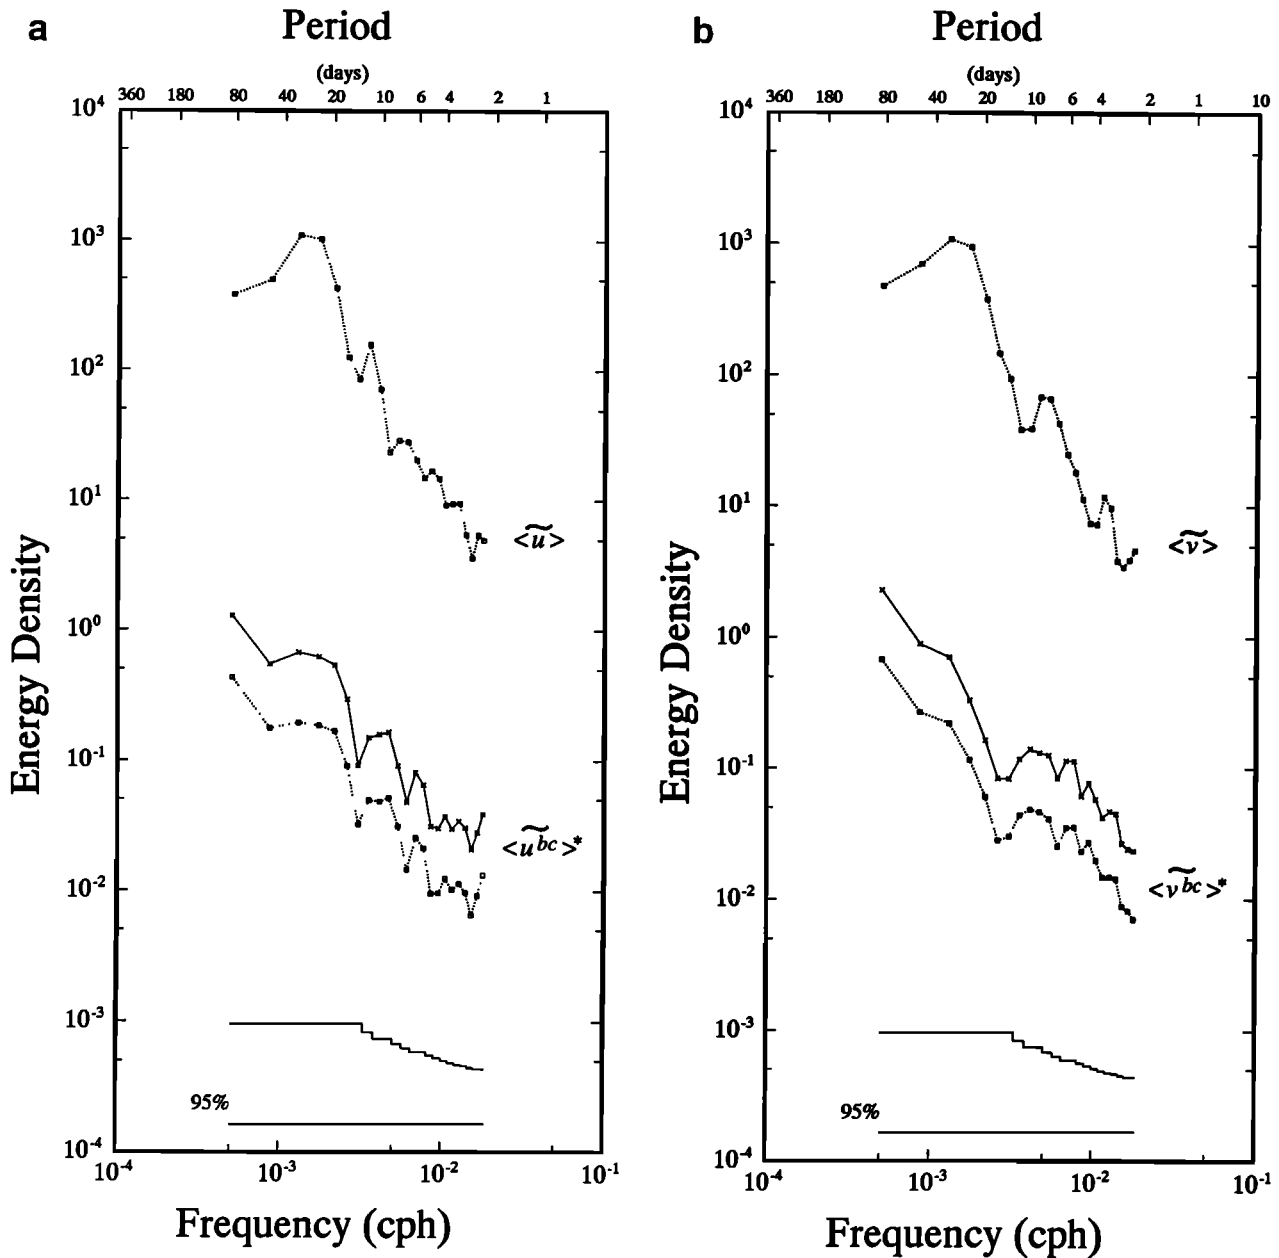 a
Period
(days)
360 180 80 40 20 10 6 4 2 1
10^4
10^3
10^2
10^1
10^0
10^-1
10^-2
10^-3
10^-4
Energy Density
<u~>
<u~^bc>*
95%
10^-4 10^-3 10^-2 10^-1
Frequency (cph)
b
Period
(days)
360 180 80 40 20 10 6 4 2 1 10
10^4
10^3
10^2
10^1
10^0
10^-1
10^-2
10^-3
10^-4
Energy Density
<v~>
<v~^bc>*
95%
10^-4 10^-3 10^-2 10^-1
Frequency (cph)